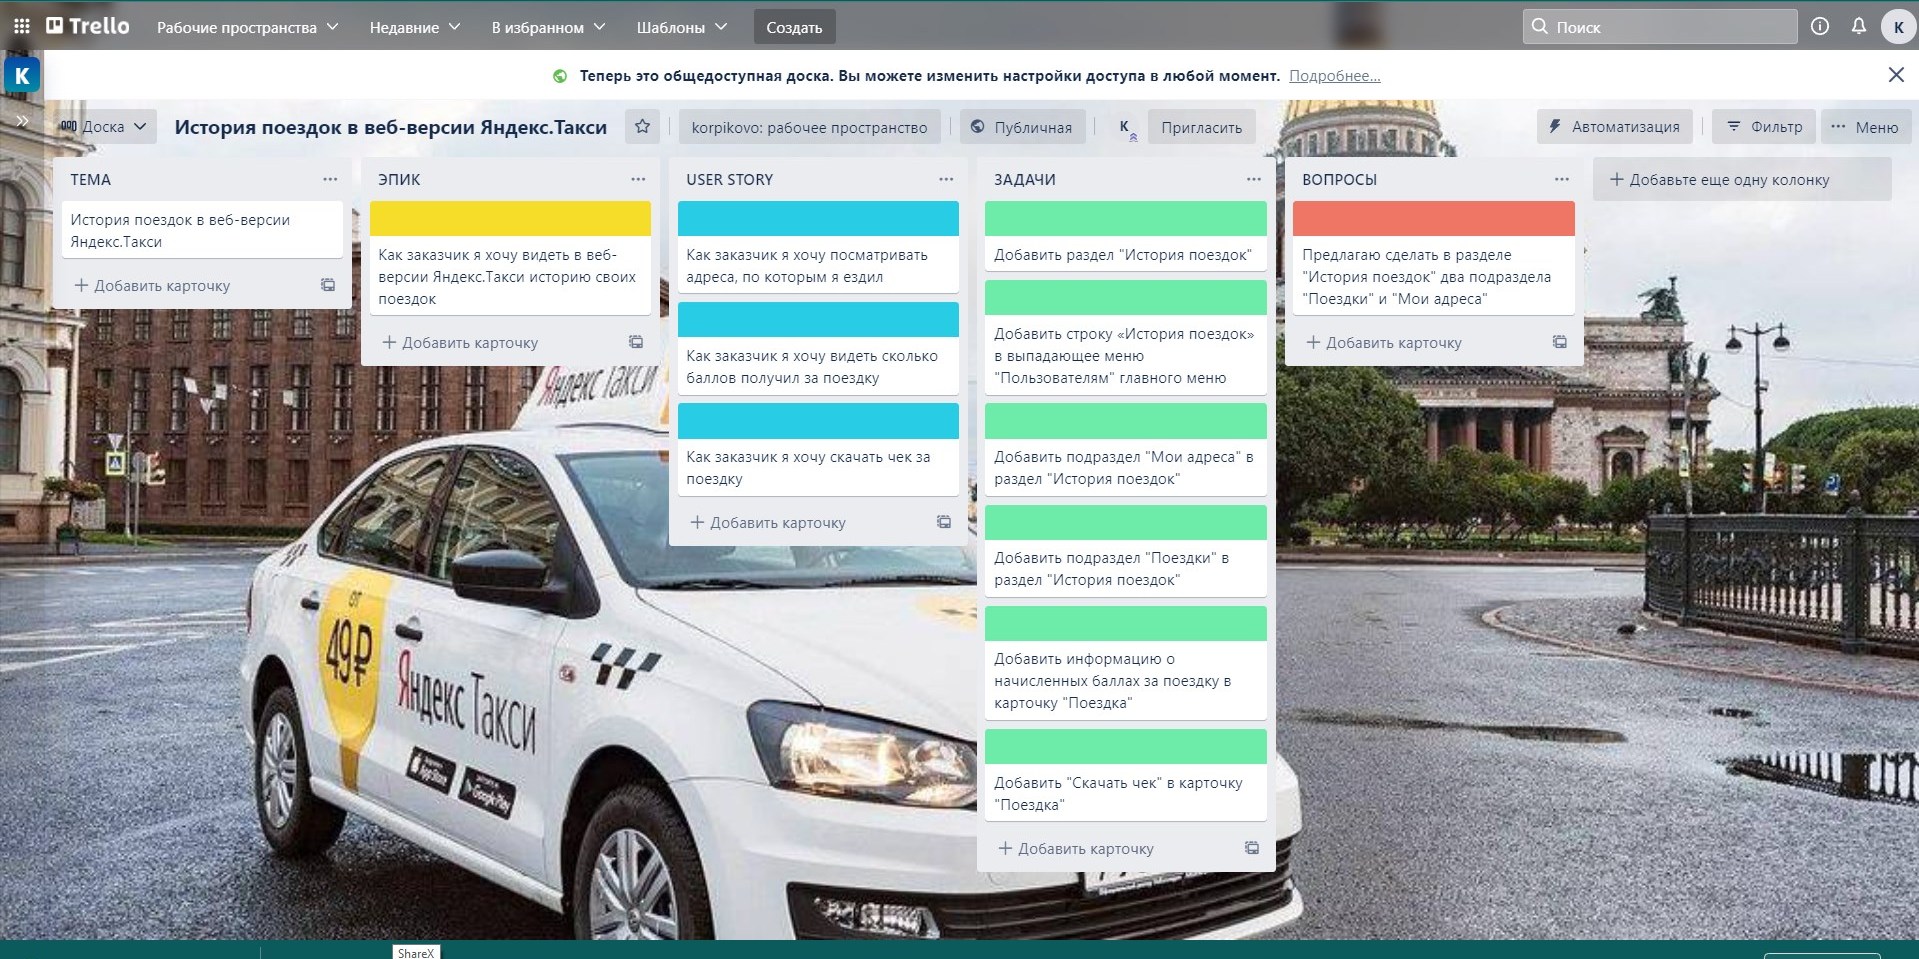 Trello
Рабочие пространства
Недавние
В избранном
Шаблоны
Создать
Поиск
K
K
Теперь это общедоступная доска. Вы можете изменить настройки доступа в любой момент. Подробнее...
Доска
История поездок в веб-версии Яндекс.Такси
korpikovo: рабочее пространство
Публичная
K
Пригласить
Автоматизация
Фильтр
Меню
ТЕМА
История поездок в веб-версии
Яндекс.Такси
Добавить карточку
ЭПИК
Как заказчик я хочу видеть в веб-
версии Яндекс.Такси историю своих
поездок
Добавить карточку
USER STORY
Как заказчик я хочу посматривать
адреса, по которым я ездил
Как заказчик я хочу видеть сколько
баллов получил за поездку
Как заказчик я хочу скачать чек за
поездку
Добавить карточку
ЗАДАЧИ
Добавить раздел "История поездок"
Добавить строку «История поездок»
в выпадающее меню
"Пользователям" главного меню
Добавить подраздел "Мои адреса" в
раздел "История поездок"
Добавить подраздел "Поездки" в
раздел "История поездок"
Добавить информацию о
начисленных баллах за поездку в
карточку "Поездка"
Добавить "Скачать чек" в карточку
"Поездка"
Добавить карточку
ВОПРОСЫ
Предлагаю сделать в разделе
"История поездок" два подраздела
"Поездки" и "Мои адреса"
Добавить карточку
Добавьте еще одну колонку
Яндекс Такси
от
49₽
Яндекс Такси
App Store
Google Play
ShareX